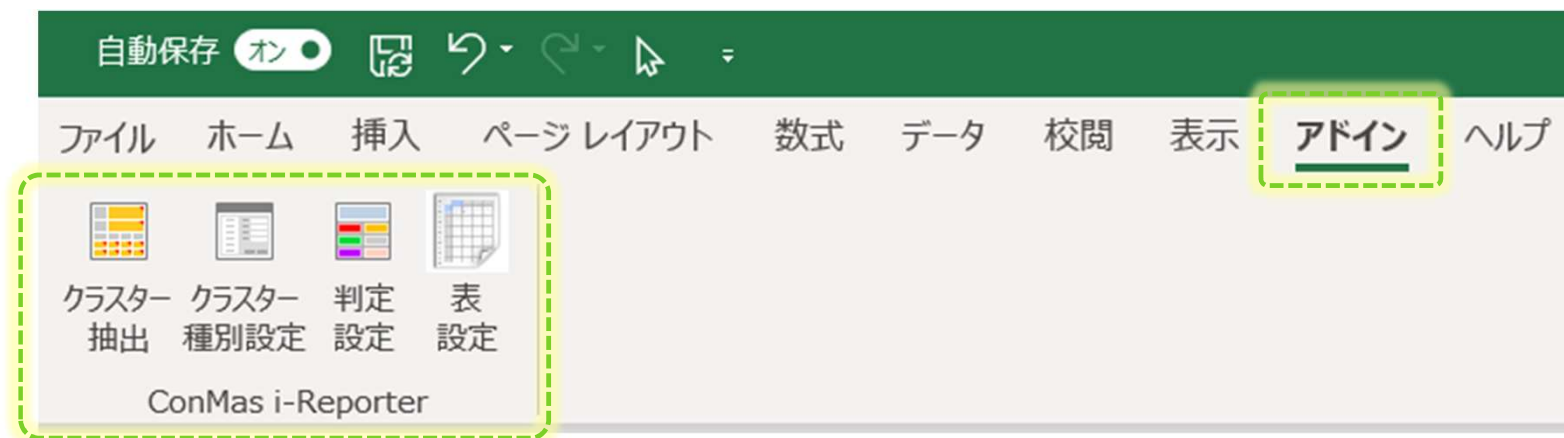 自動保存 オン
ファイル ホーム 挿入 ページ レイアウト 数式 データ 校閲 表示 アドイン ヘルプ
クラスター クラスター 判定 表
抽出 種別設定 設定 設定
ConMas i-Reporter